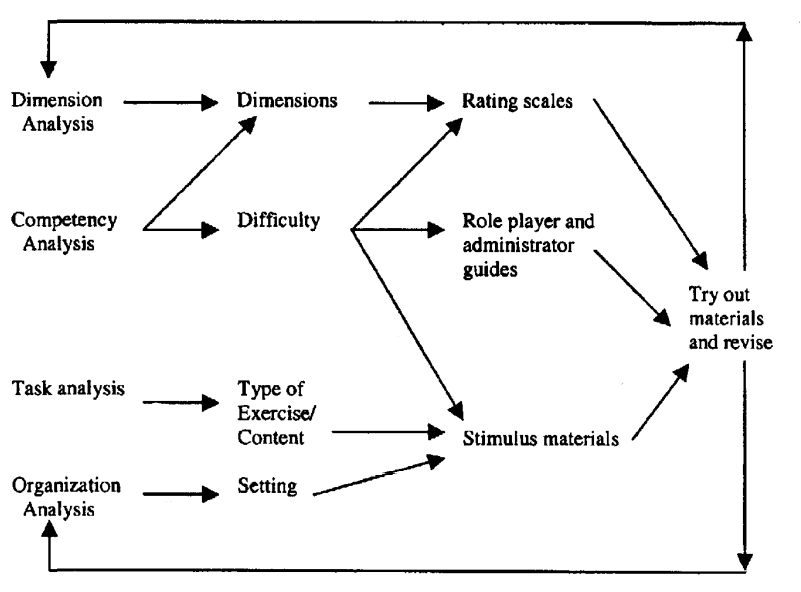 Dimension
Analysis
Dimensions
Rating scales
Competency
Analysis
Difficulty
Role player and
administrator
guides
Try out
materials
and revise
Task analysis
Type of
Exercise/
Content
Stimulus materials
Organization
Analysis
Setting